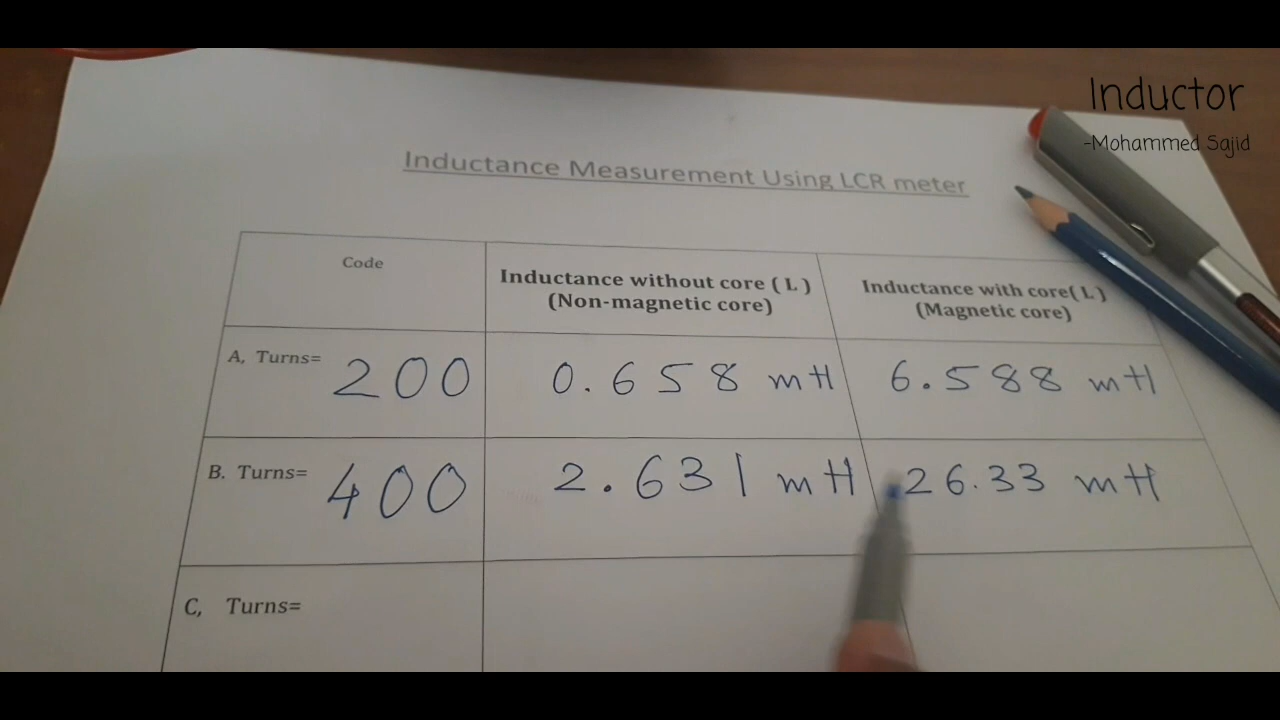 Inductor
-Mohammed Sajid
Inductance Measurement Using LCR meter
Code
Inductance without core ( L )
(Non-magnetic core)
Inductance with core( L )
(Magnetic core)
A, Turns= 200
0.658 mH
6.588 mH
B. Turns= 400
2.631 mH
26.33 mH
C, Turns=